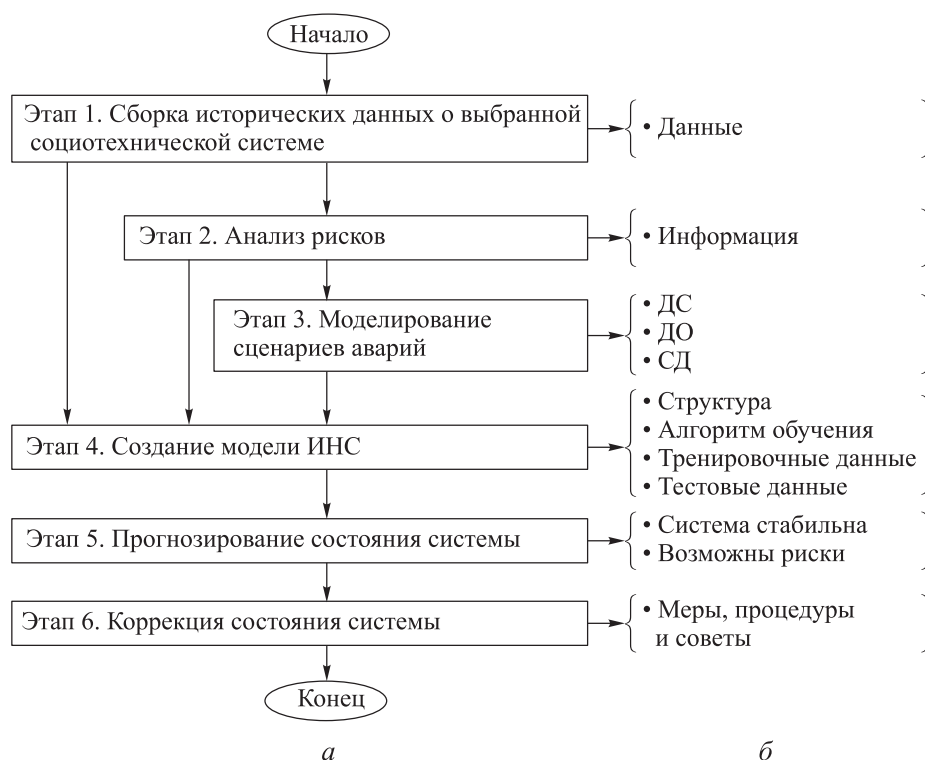 Начало
Этап 1. Сборка исторических данных о выбранной
социотехнической системе
• Данные
Этап 2. Анализ рисков
• Информация
Этап 3. Моделирование
сценариев аварий
• ДС
• ДО
• СД
Этап 4. Создание модели ИНС
• Структура
• Алгоритм обучения
• Тренировочные данные
• Тестовые данные
Этап 5. Прогнозирование состояния системы
• Система стабильна
• Возможны риски
Этап 6. Коррекция состояния системы
• Меры, процедуры
и советы
Конец
а
б